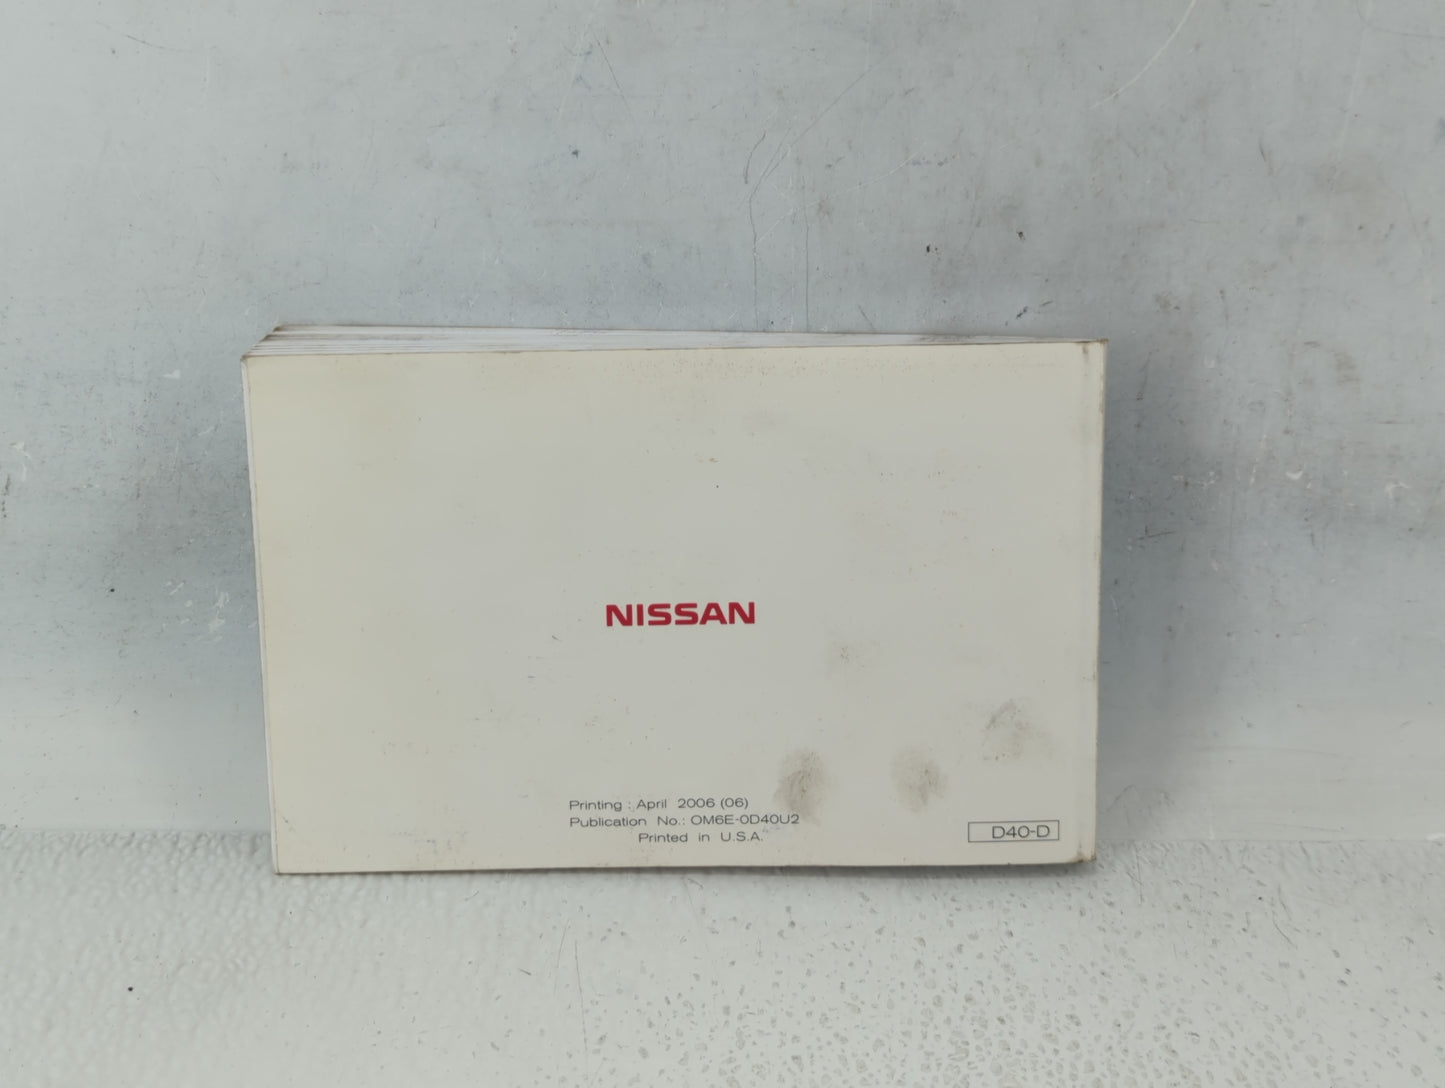 NISSAN
Printing : April 2006 (06)
Publication No.: OM6E-0D40U2
Printed in U.S.A.
D40-D